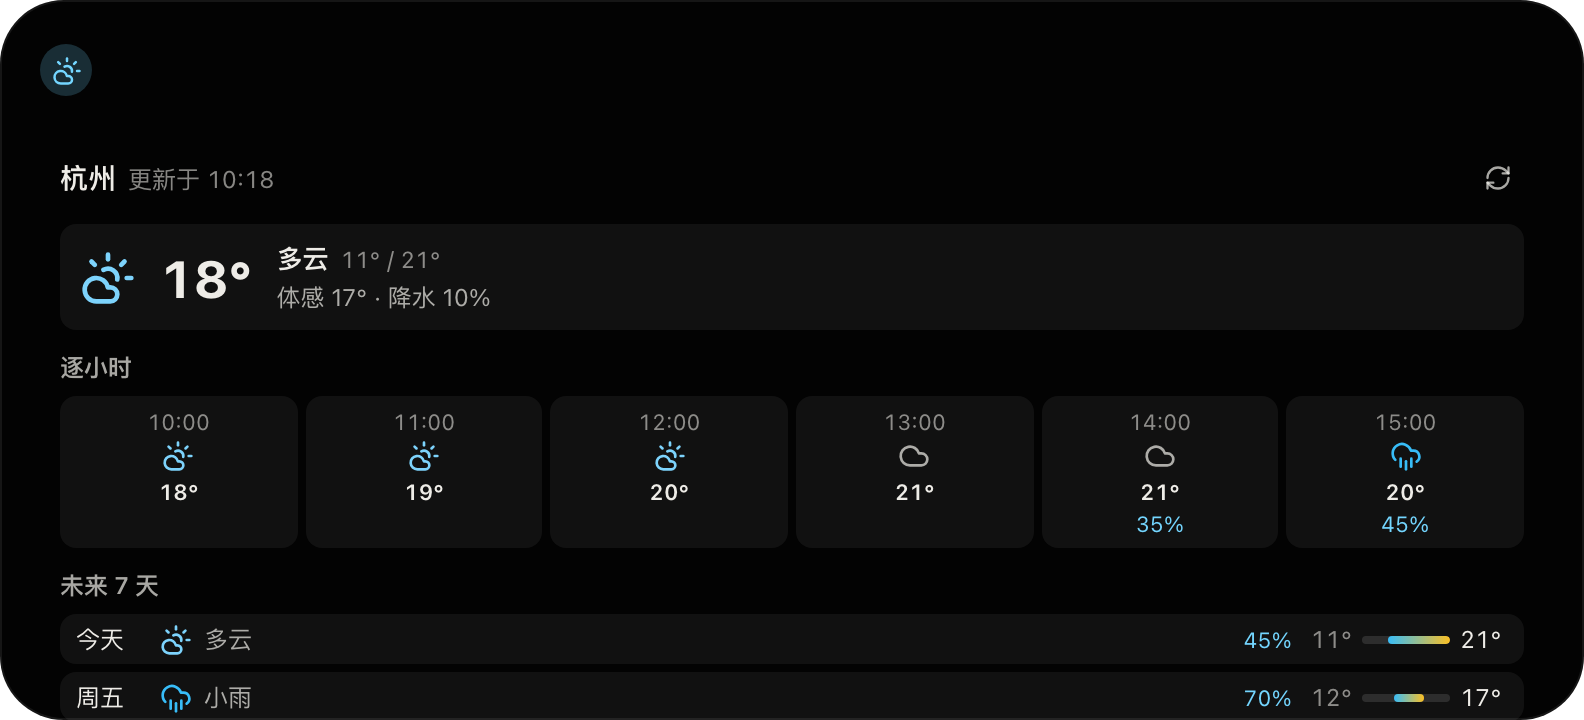 杭州 更新于 10:18
18°
多云 11° / 21°
体感 17° · 降水 10%
逐小时
10:00 11:00 12:00 13:00 14:00 15:00
18° 19° 20° 21° 21° 20°
35% 45%
未来 7 天
今天 多云 45% 11° 21°
周五 小雨 70% 12° 17°